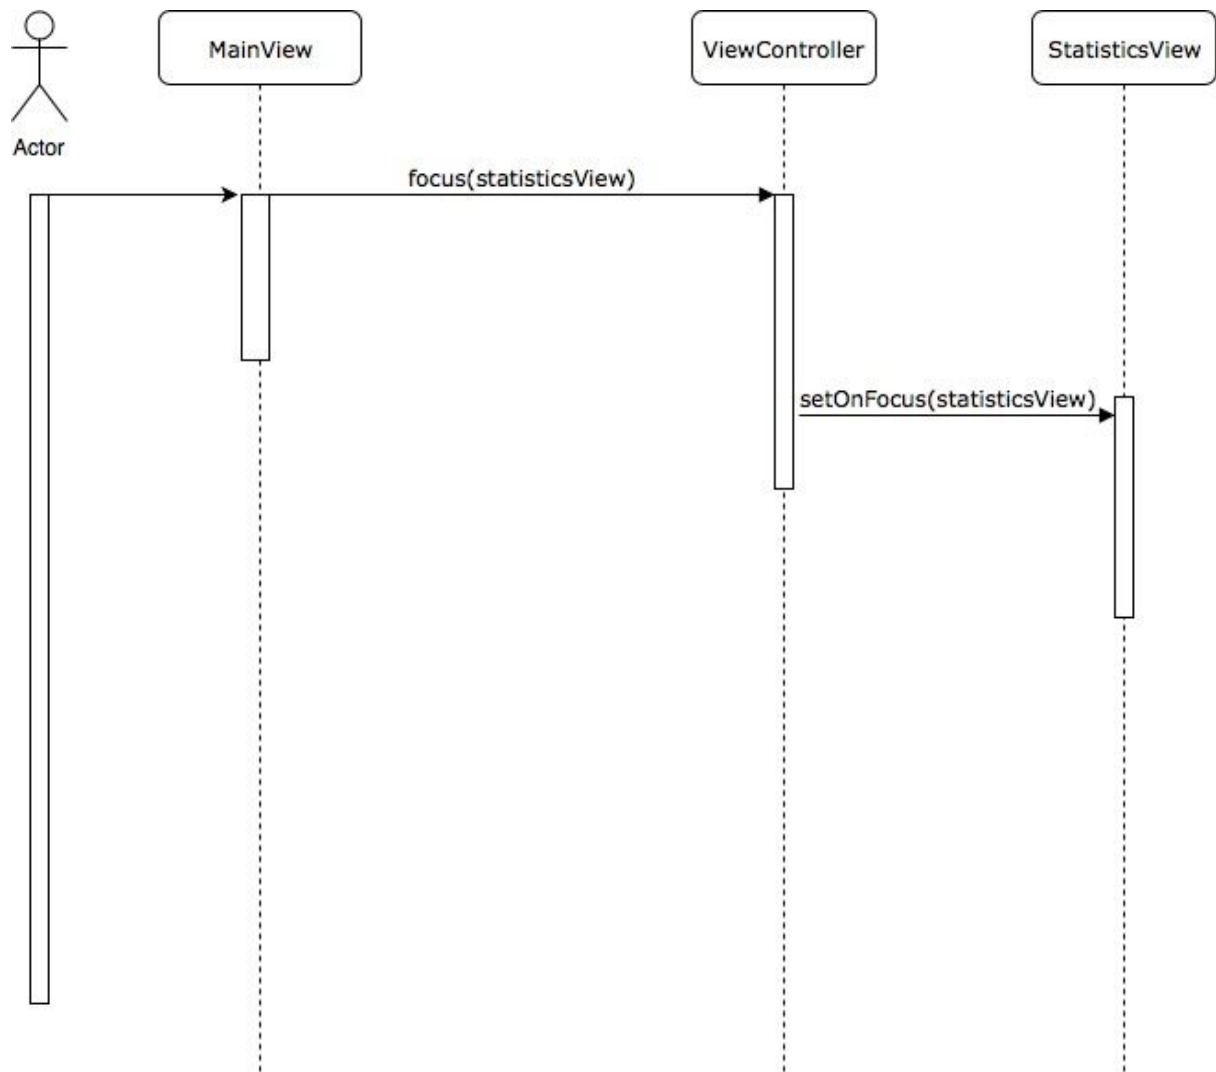 MainView
ViewController
StatisticsView
Actor
focus(statisticsView)
setOnFocus(statisticsView)